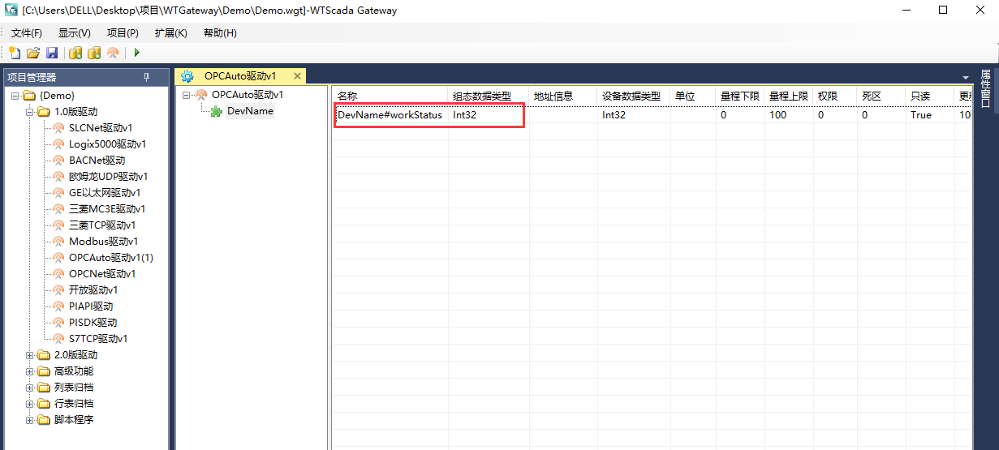 [C:\Users\DELL\Desktop\项目\WTGateway\Demo\Demo.wgt]-WTScada Gateway
文件(F) 显示(V) 项目(P) 扩展(K) 帮助(H)
项目管理器
{Demo}
1.0版驱动
SLCNet驱动v1
Logix5000驱动v1
BACNet驱动
欧姆龙UDP驱动v1
GE以太网驱动v1
三菱MC3E驱动v1
三菱TCP驱动v1
Modbus驱动v1
OPCAuto驱动v1(1)
OPCNet驱动v1
开放驱动v1
PIAPI驱动
PISDK驱动
S7TCP驱动v1
2.0版驱动
高级功能
列表归档
行表归档
脚本程序
OPCAuto驱动v1
OPCAuto驱动v1
DevName
名称 组态数据类型 地址信息 设备数据类型 单位 量程下限 量程上限 权限 死区 只读
DevName#workStatus Int32 Int32 0 100 0 0 True
属性窗口